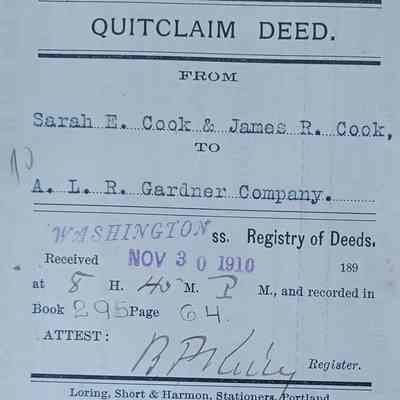 QUITCLAIM DEED.
FROM
Sarah E. Cook & James R. Cook,
TO
A. L. R. Gardner Company.
WASHINGTON ss. Registry of Deeds.
Received NOV 30 1910 189
at 8 H. 40 M. P M., and recorded in
Book 295 Page 64
ATTEST:
Register.
Loring, Short & Harmon, Stationers, Portland